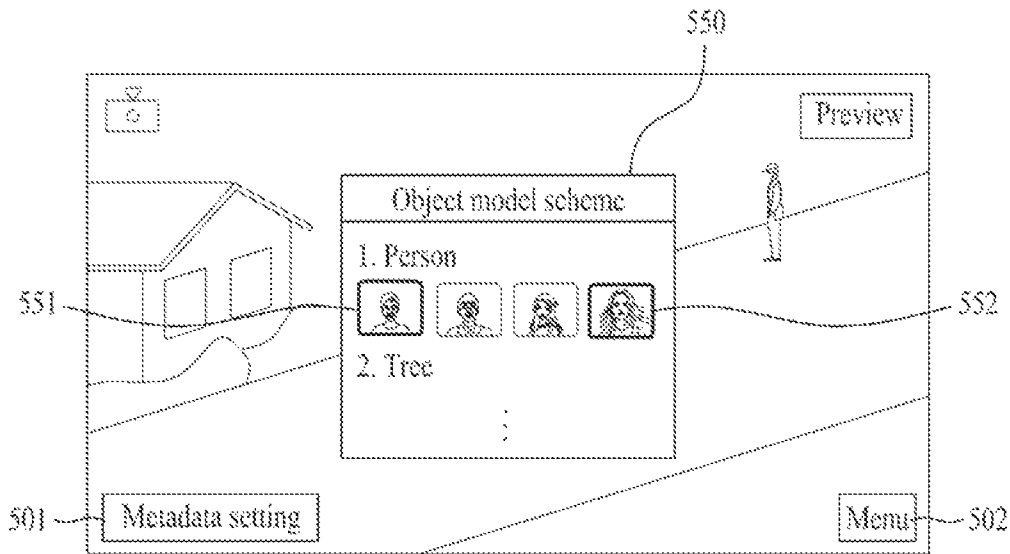 550
Preview
Object model scheme
1. Person
551
552
2. Tree
501
Metadata setting
Menu
502